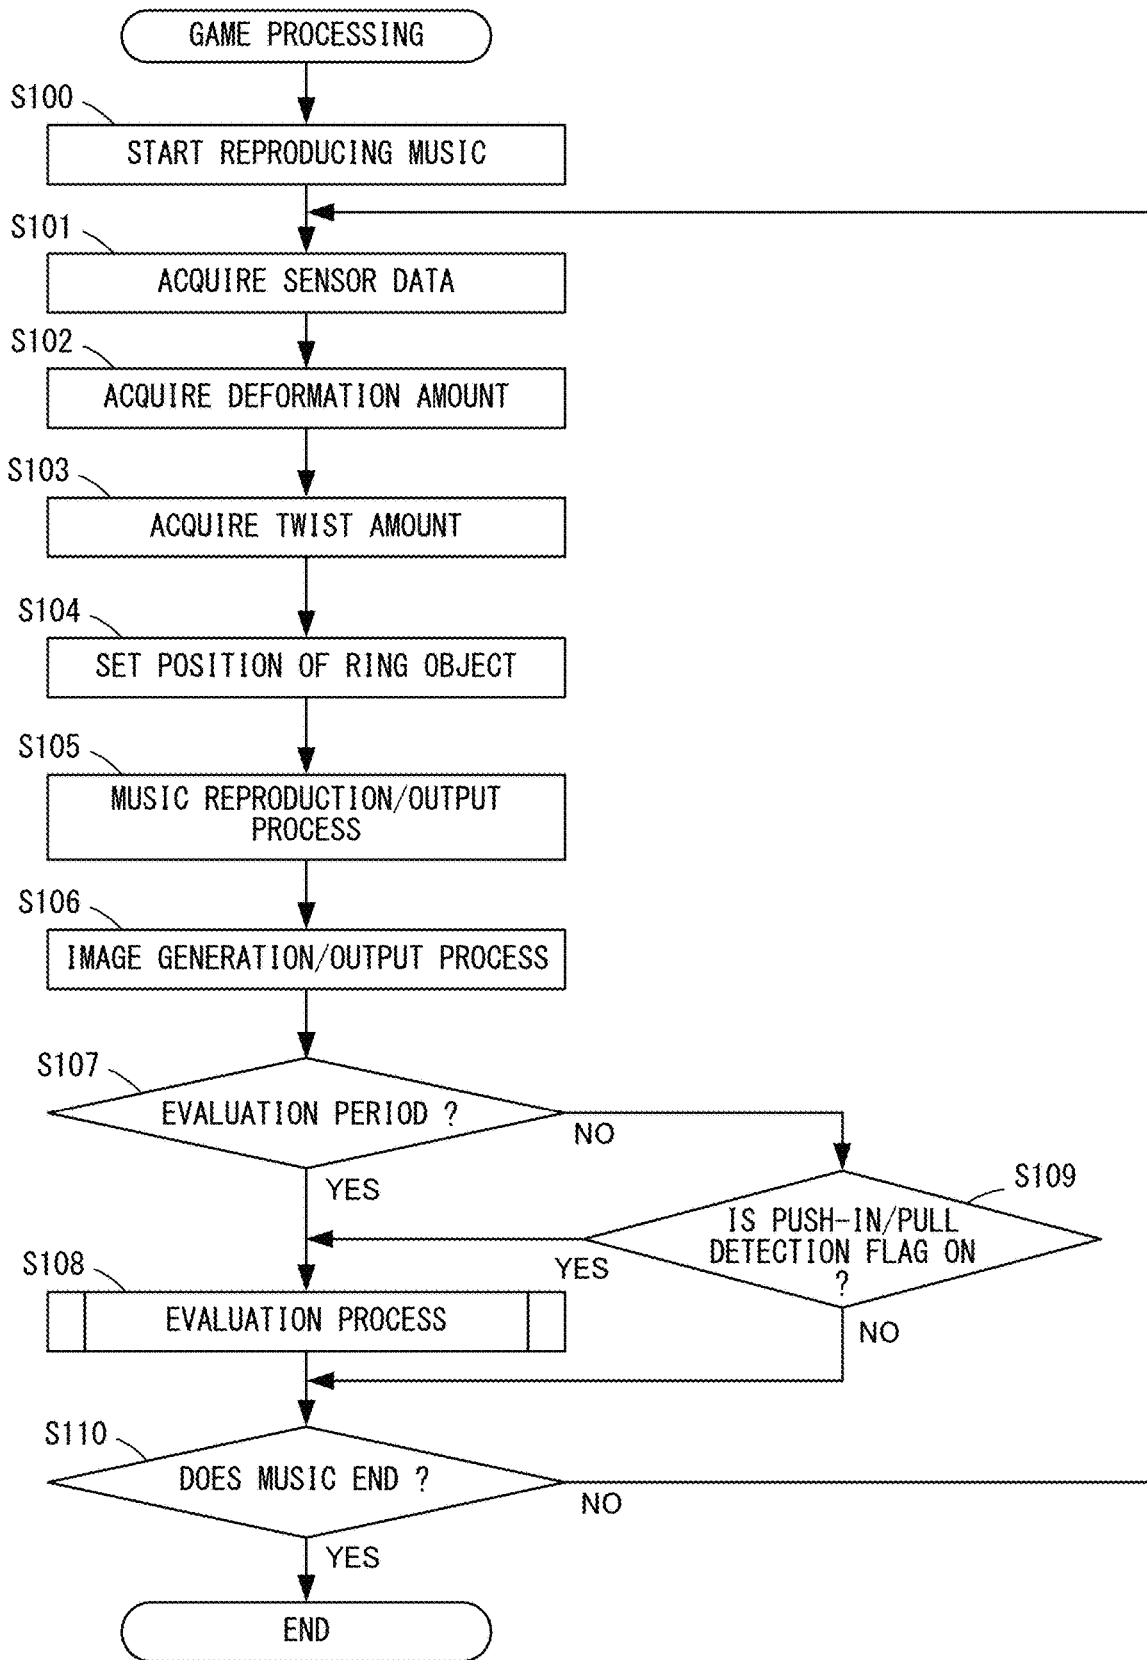 GAME PROCESSING
S100
START REPRODUCING MUSIC
S101
ACQUIRE SENSOR DATA
S102
ACQUIRE DEFORMATION AMOUNT
S103
ACQUIRE TWIST AMOUNT
S104
SET POSITION OF RING OBJECT
S105
MUSIC REPRODUCTION/OUTPUT
PROCESS
S106
IMAGE GENERATION/OUTPUT PROCESS
S107
EVALUATION PERIOD ?
NO
YES
S109
IS PUSH-IN/PULL
DETECTION FLAG ON
?
YES
NO
S108
EVALUATION PROCESS
S110
DOES MUSIC END ?
NO
YES
END